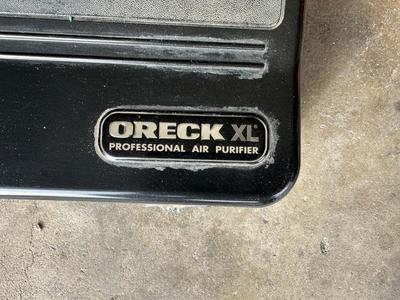 ORECK XL
PROFESSIONAL AIR PURIFIER